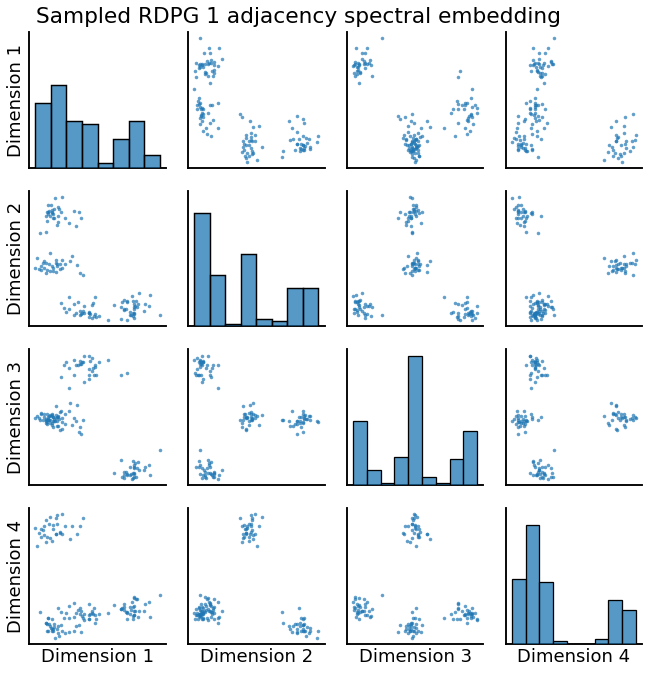 Sampled RDPG 1 adjacency spectral embedding
Dimension 1
Dimension 2
Dimension 3
Dimension 4
Dimension 1 Dimension 2 Dimension 3 Dimension 4